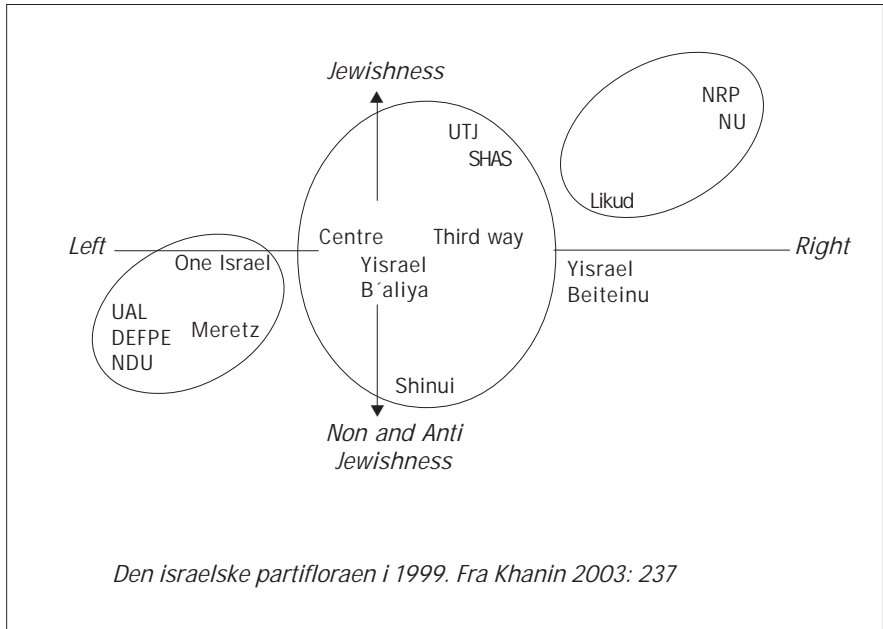 Jewishness
NRP
NU
UTJ
SHAS
Likud
Left
Centre
Third way
Right
One Israel
Yisrael
B´aliya
Yisrael
Beiteinu
UAL
DEFPE
NDU
Meretz
Shinui
Non and Anti
Jewishness
Den israelske partifloraen i 1999. Fra Khanin 2003: 237